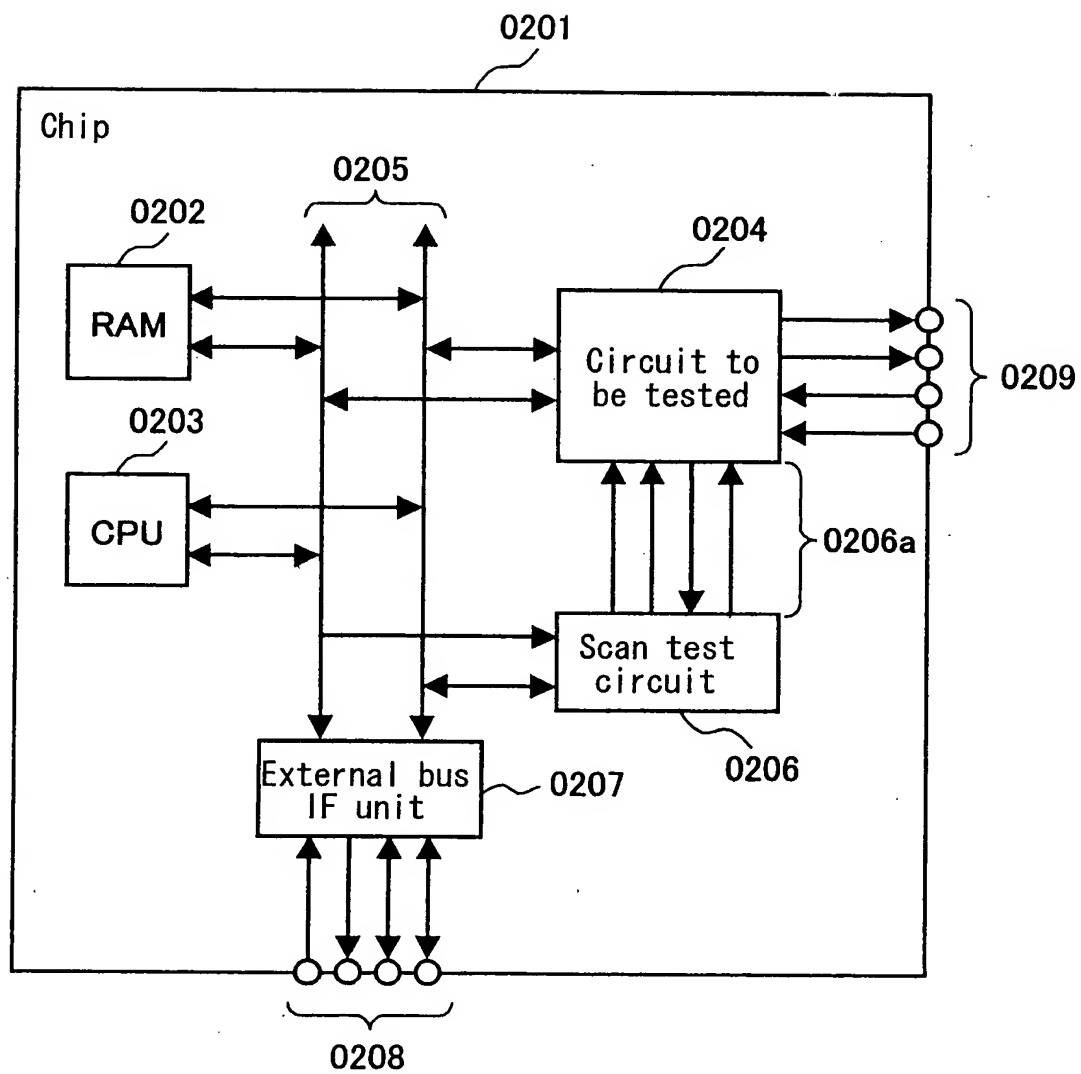 0201
Chip
0205
0202
0204
RAM
Circuit to
be tested
0209
0203
CPU
0206a
Scan test
circuit
0206
External bus
IF unit
0207
0208